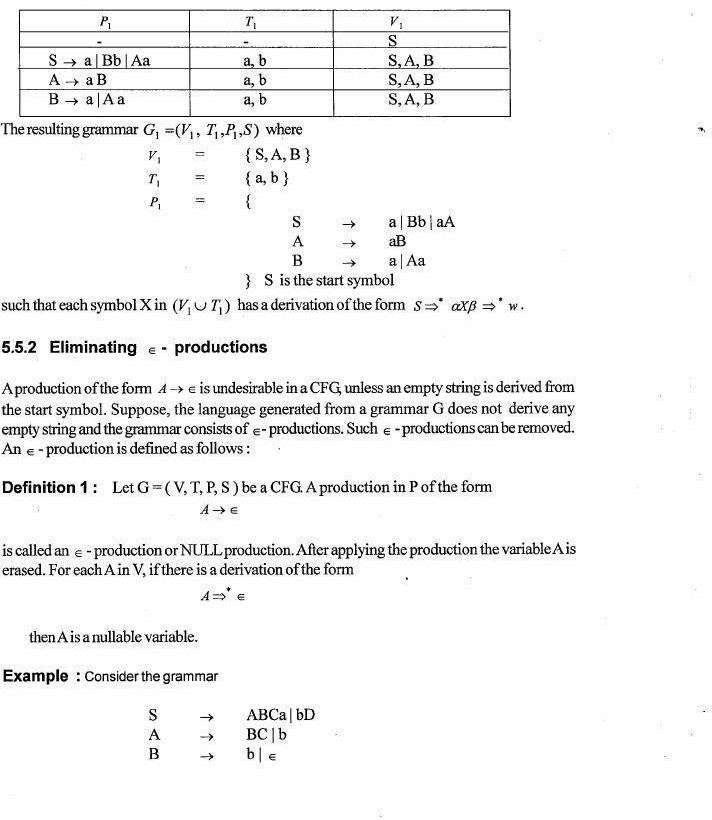 P₁ T₁ V₁
- - S
S → a | Bb | Aa a, b S, A, B
A → aB a, b S, A, B
B → a | Aa a, b S, A, B
The resulting grammar G₁ =(V₁, T₁,P₁,S) where
V₁ = { S, A, B }
T₁ = { a, b }
P₁ = {
S → a | Bb | aA
A → aB
B → a | Aa
} S is the start symbol
such that each symbol X in (V₁ ∪ T₁) has a derivation of the form S ⇒* αXβ ⇒* w .
5.5.2 Eliminating ∈ - productions
A production of the form A → ∈ is undesirable in a CFG, unless an empty string is derived from
the start symbol. Suppose, the language generated from a grammar G does not derive any
empty string and the grammar consists of ∈- productions. Such ∈ - productions can be removed.
An ∈ - production is defined as follows :
Definition 1 : Let G = ( V, T, P, S ) be a CFG. A production in P of the form
A → ∈
is called an ∈ - production or NULL production. After applying the production the variable A is
erased. For each A in V, if there is a derivation of the form
A ⇒* ∈
then A is a nullable variable.
Example : Consider the grammar
S → ABCa | bD
A → BC | b
B → b | ∈